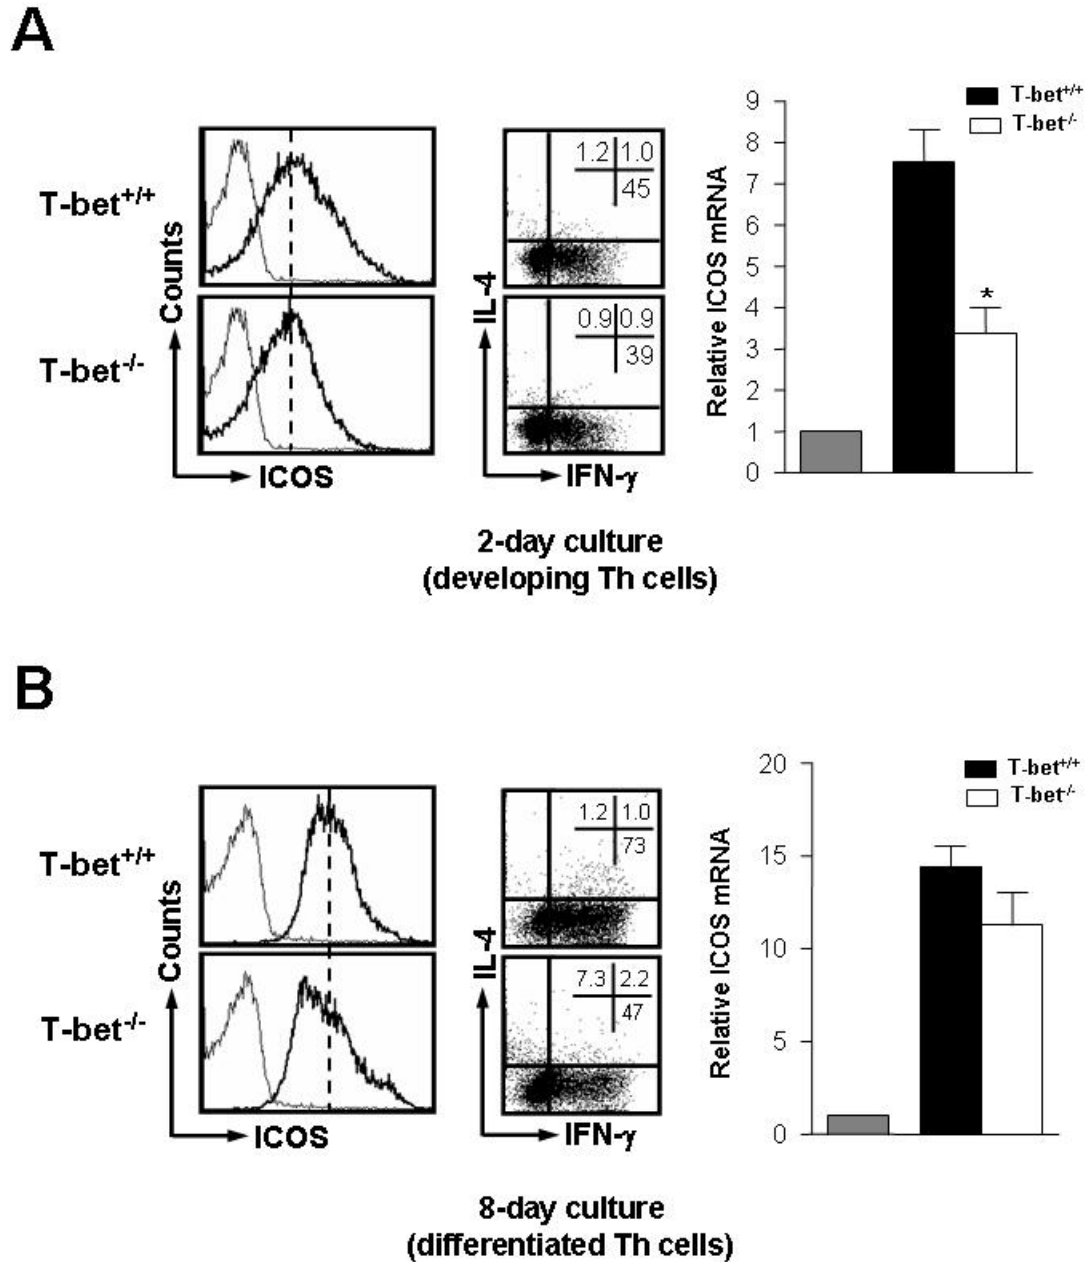 A
T-bet+/+
T-bet-/-
Counts
ICOS
1.2 1.0
45
0.9 0.9
39
IL-4
IFN-γ
Relative ICOS mRNA
9
8
7
6
5
4
3
2
1
0
T-bet+/+
T-bet-/-
*
2-day culture
(developing Th cells)
B
T-bet+/+
T-bet-/-
Counts
ICOS
1.2 1.0
73
7.3 2.2
47
IL-4
IFN-γ
Relative ICOS mRNA
20
15
10
5
0
T-bet+/+
T-bet-/-
8-day culture
(differentiated Th cells)